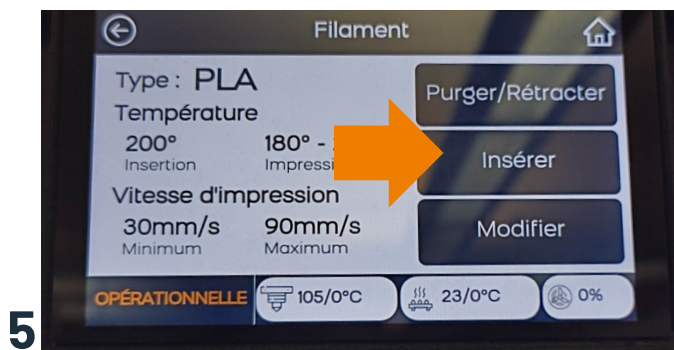 Filament
Type : PLA
Température
200° 180° -
Insertion
Vitesse d'impression
30mm/s 90mm/s
Minimum Maximum
Purger/Rétracter
Insérer
Modifier
OPÉRATIONNELLE 105/0°C 23/0°C 0%
5